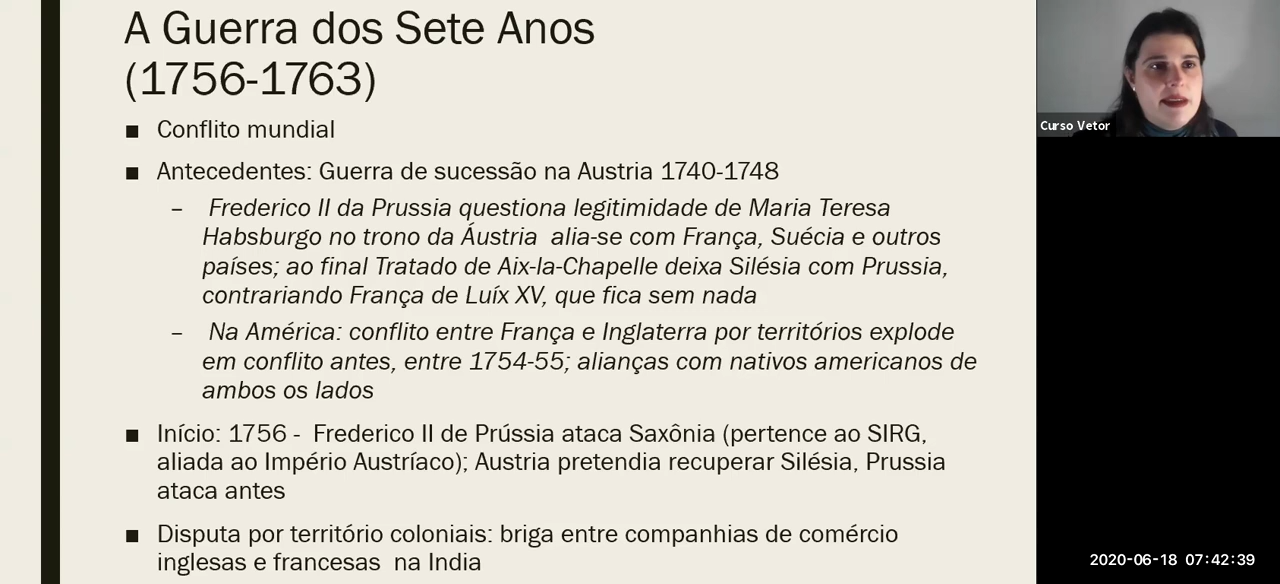 A Guerra dos Sete Anos
(1756-1763)
■ Conflito mundial
■ Antecedentes: Guerra de sucessão na Austria 1740-1748
– Frederico II da Prussia questiona legitimidade de Maria Teresa
Habsburgo no trono da Áustria alia-se com França, Suécia e outros
países; ao final Tratado de Aix-la-Chapelle deixa Silésia com Prussia,
contrariando França de Luíx XV, que fica sem nada
– Na América: conflito entre França e Inglaterra por territórios explode
em conflito antes, entre 1754-55; alianças com nativos americanos de
ambos os lados
■ Início: 1756 - Frederico II de Prússia ataca Saxônia (pertence ao SIRG,
aliada ao Império Austríaco); Austria pretendia recuperar Silésia, Prussia
ataca antes
■ Disputa por território coloniais: briga entre companhias de comércio
inglesas e francesas na India
Curso Vetor
2020-06-18 07:42:39